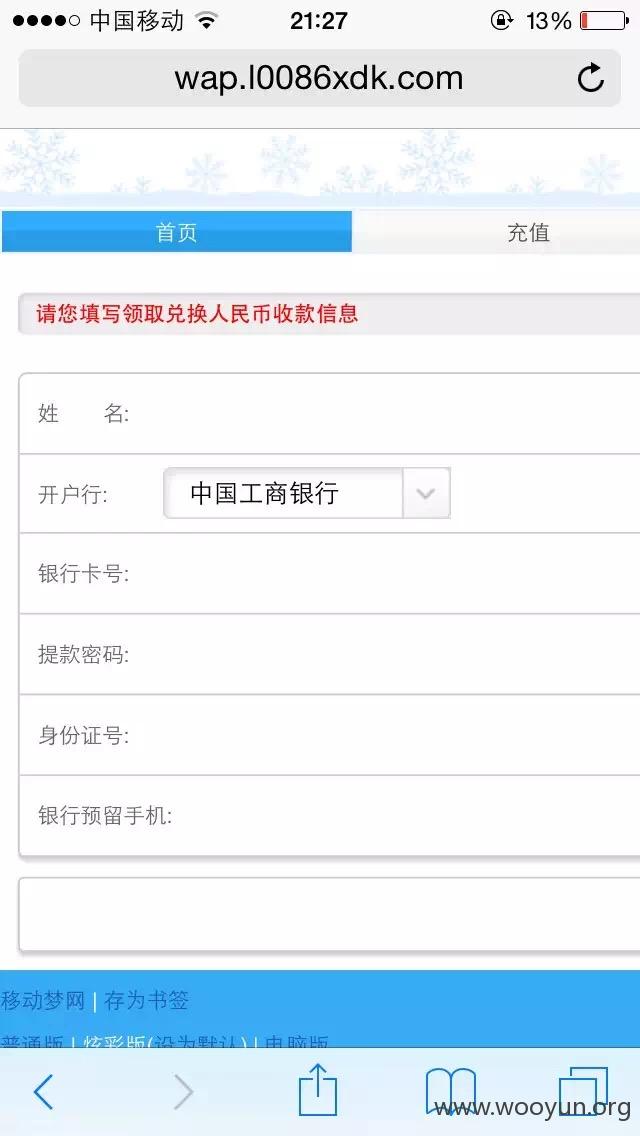 中国移动 21:27 13%
wap.l0086xdk.com
首页 充值
请您填写领取兑换人民币收款信息
姓 名:
开户行: 中国工商银行
银行卡号:
提款密码:
身份证号:
银行预留手机:
移动梦网 | 存为书签
普通版 | 炫彩版(设为默认) | 电脑版
www.wooyun.org